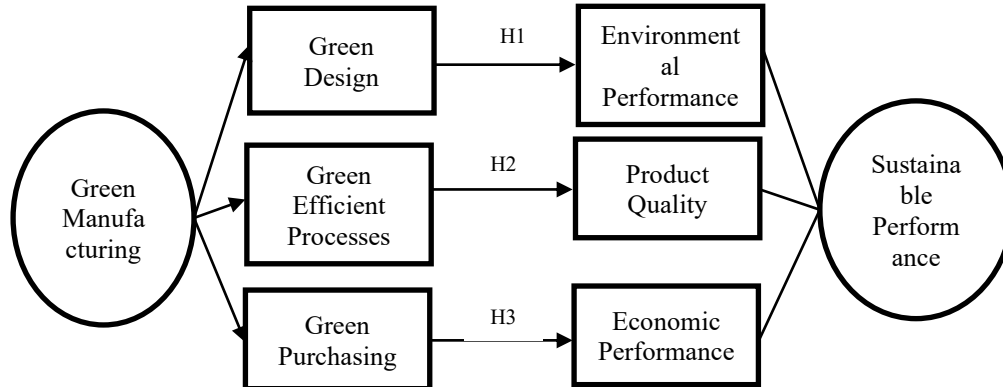 Green
Manufa
cturing
Green
Design
H1
Environment
al
Performance
Green
Efficient
Processes
H2
Product
Quality
Green
Purchasing
H3
Economic
Performance
Sustaina
ble
Perform
ance